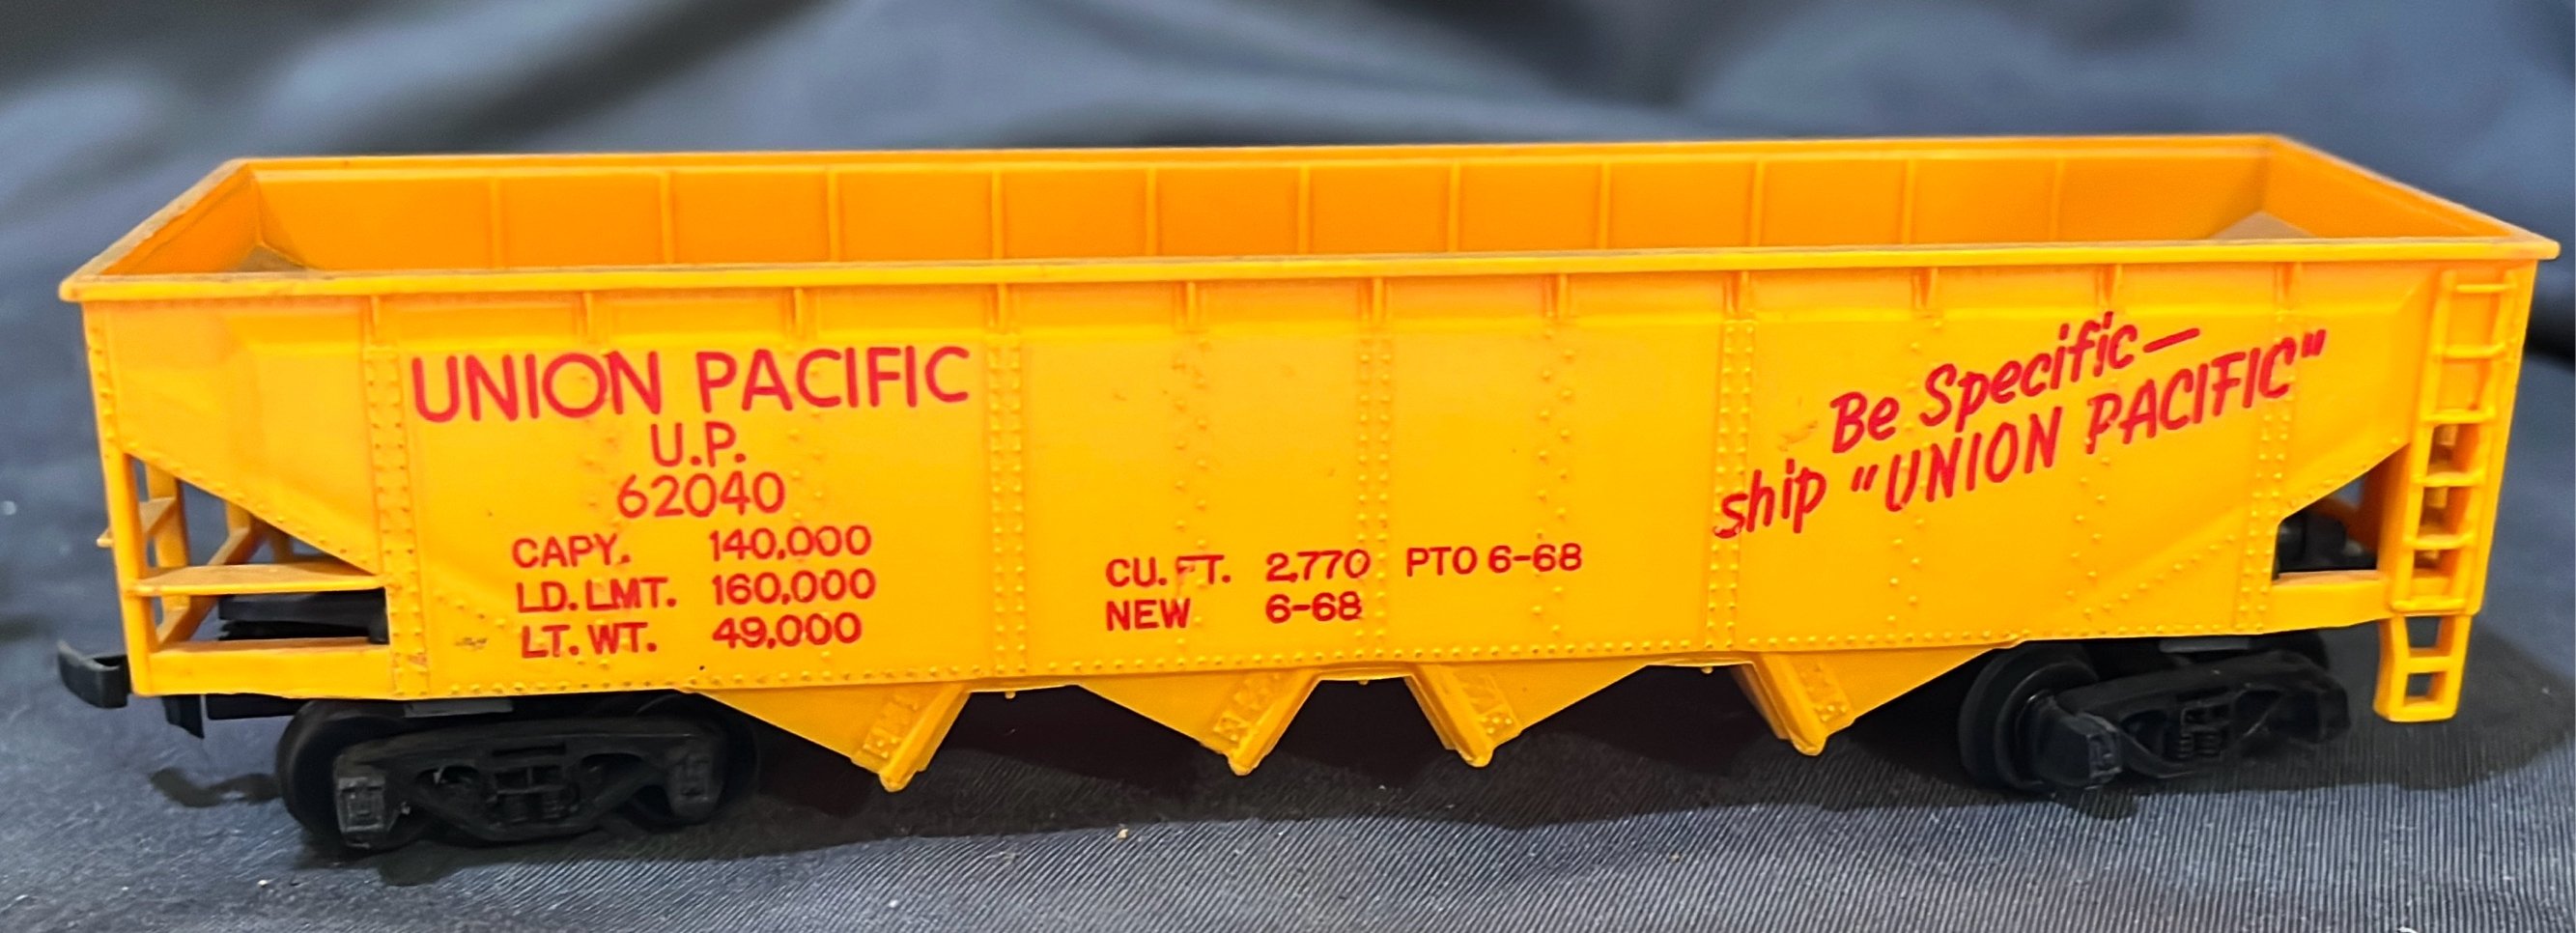 UNION PACIFIC
U.P.
62040
CAPY. 140,000
LD. LMT. 160,000
LT. WT. 49,000
CU. FT. 2,770 PTO 6-68
NEW 6-68
Be Specific—
ship "UNION PACIFIC"